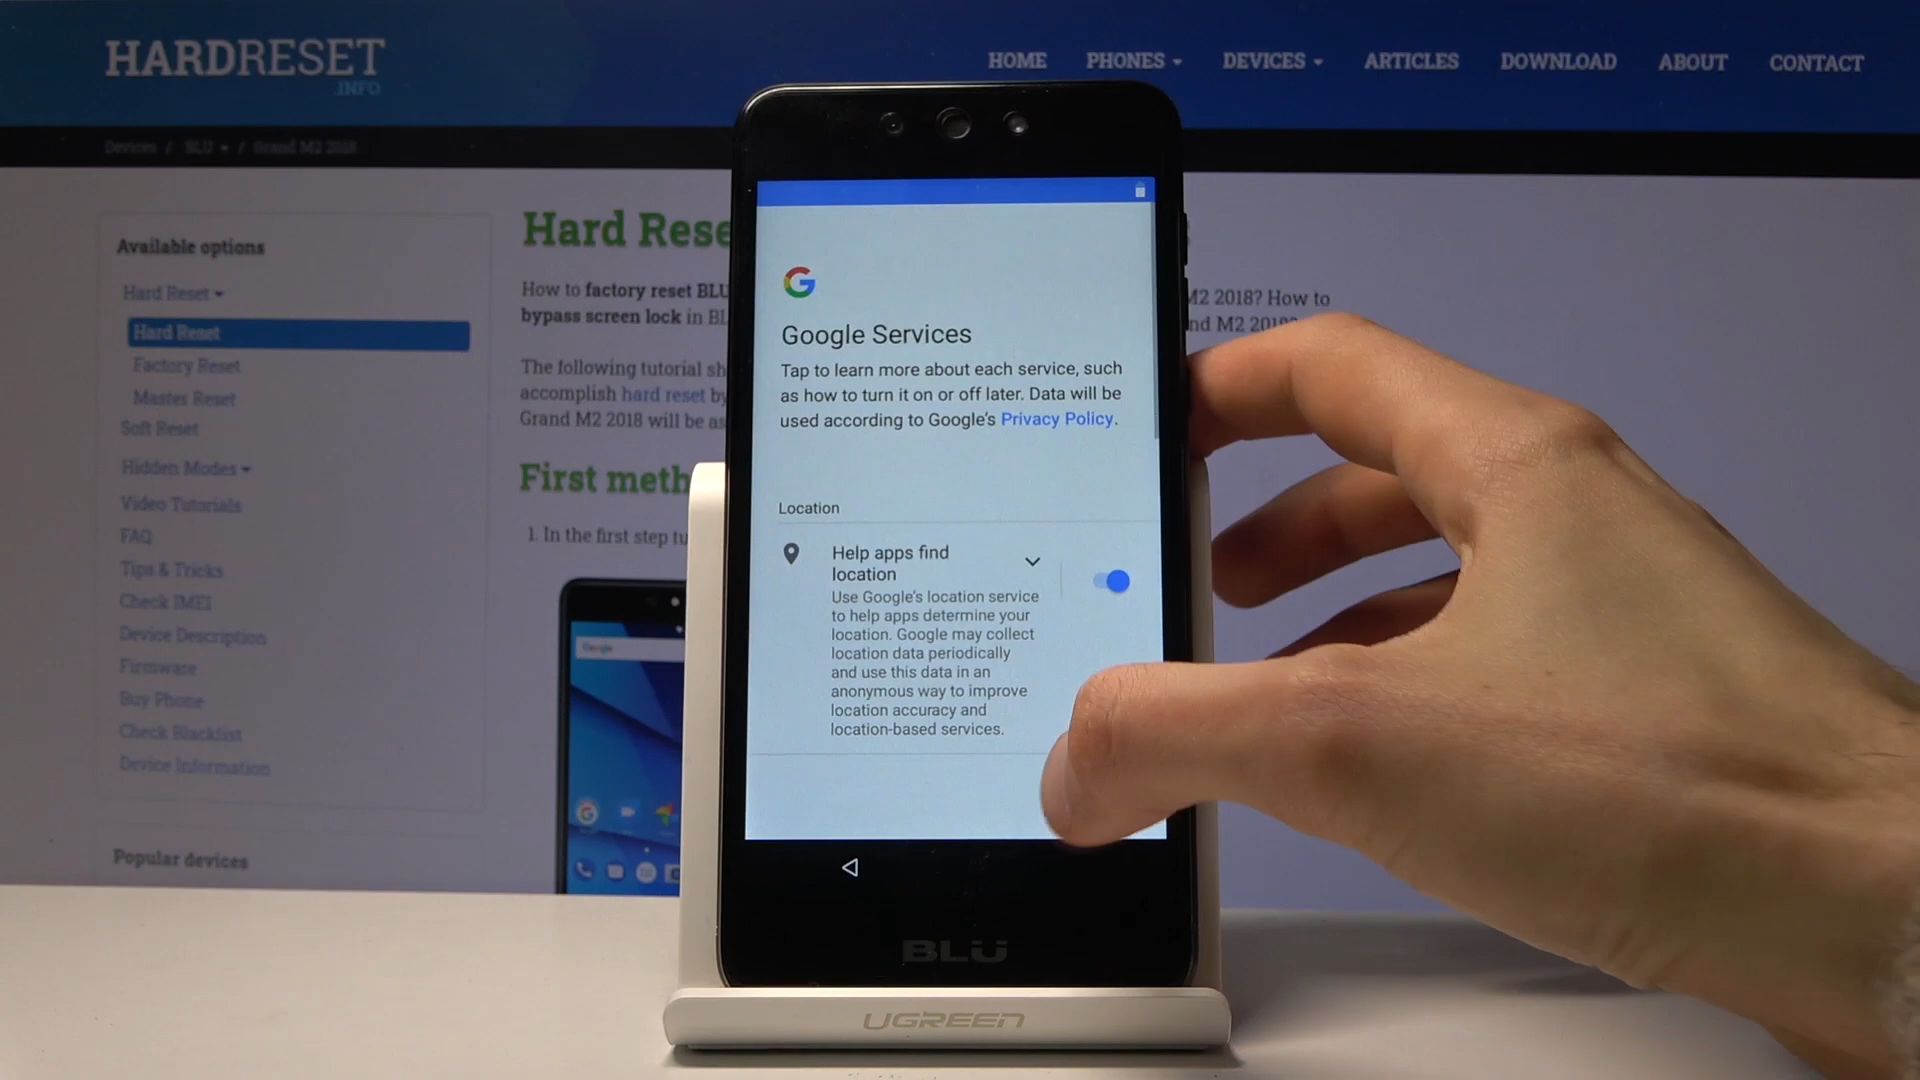 HARDRESET
.INFO
HOME PHONES DEVICES ARTICLES DOWNLOAD ABOUT CONTACT
Devices / BLU / Grand M2 2018
Available options
Hard Reset
Hard Reset
Factory Reset
Master Reset
Soft Reset
Hidden Modes
Video Tutorials
FAQ
Tips & Tricks
Check IMEI
Device Description
Firmware
Buy Phone
Check Blacklist
Device Information
Popular devices
Hard Rese
How to factory reset BLU
M2 2018? How to
bypass screen lock in BL
nd M2 2018?
The following tutorial sh
accomplish hard reset by
Grand M2 2018 will be as
First meth
1. In the first step tu
Google
G
Google Services
Tap to learn more about each service, such
as how to turn it on or off later. Data will be
used according to Google's Privacy Policy.
Location
Help apps find
location
Use Google's location service
to help apps determine your
location. Google may collect
location data periodically
and use this data in an
anonymous way to improve
location accuracy and
location-based services.
BLU
UGREEN